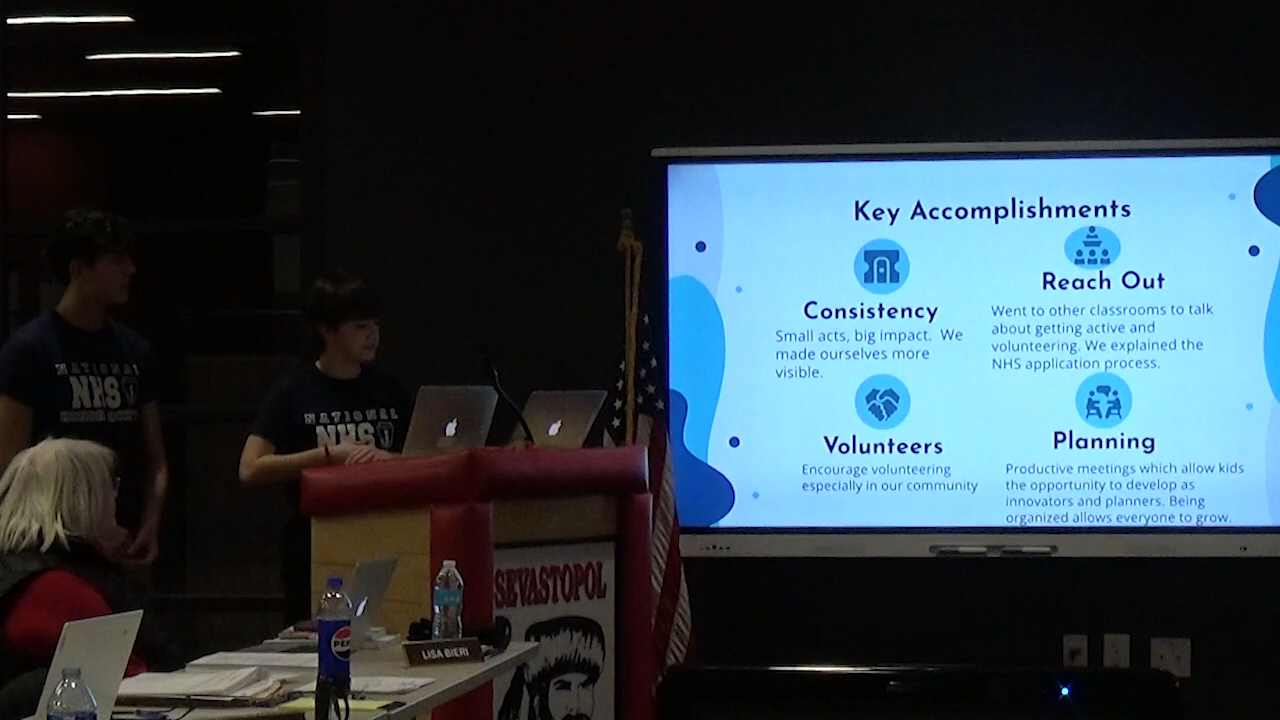 Key Accomplishments
Consistency
Small acts, big impact. We
made ourselves more
visible.
Reach Out
Went to other classrooms to talk
about getting active and
volunteering. We explained the
NHS application process.
Volunteers
Encourage volunteering
especially in our community
Planning
Productive meetings which allow kids
the opportunity to develop as
innovators and planners. Being
organized allows everyone to grow.
NATIONAL
NHS
NATIONAL
NHS
SEVASTOPOL
LISA BIERI